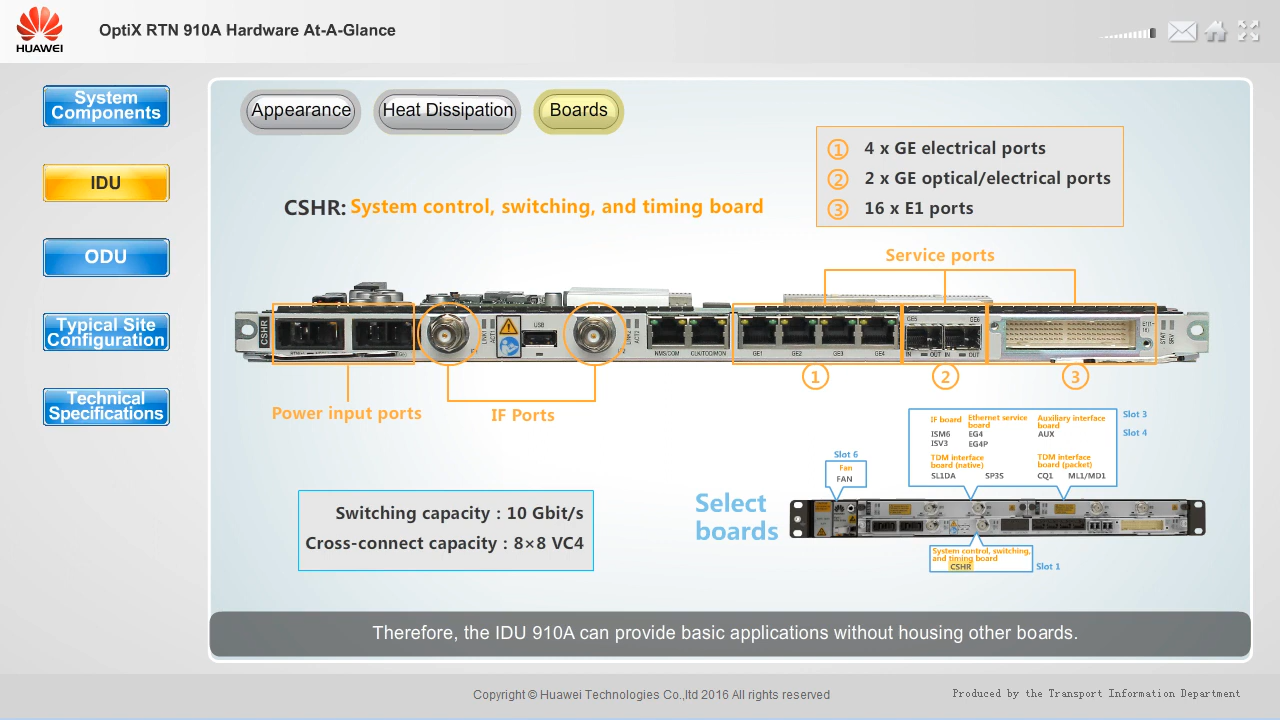 HUAWEI
OptiX RTN 910A Hardware At-A-Glance
System
Components
IDU
ODU
Typical Site
Configuration
Technical
Specifications
Appearance
Heat Dissipation
Boards
CSHR: System control, switching, and timing board
① 4 x GE electrical ports
② 2 x GE optical/electrical ports
③ 16 x E1 ports
Service ports
CSHR
USB
NMS/COM
CLK/TOD/MON
GE1
GE2
GE3
GE4
GE5
GE6
IN
OUT
IN
OUT
STAT
SRV
Power input ports
IF Ports
①
②
③
Switching capacity : 10 Gbit/s
Cross-connect capacity : 8×8 VC4
Select
boards
Slot 6
Fan
FAN
IF board
ISM6
ISV3
Ethernet service
board
EG4
EG4P
Auxiliary interface
board
AUX
TDM interface
board (native)
SL1DA
SP3S
TDM interface
board (packet)
CQ1
ML1/MD1
Slot 3
Slot 4
System control, switching,
and timing board
CSHR
Slot 1
Therefore, the IDU 910A can provide basic applications without housing other boards.
Copyright © Huawei Technologies Co.,ltd 2016 All rights reserved
Produced by the Transport Information Department